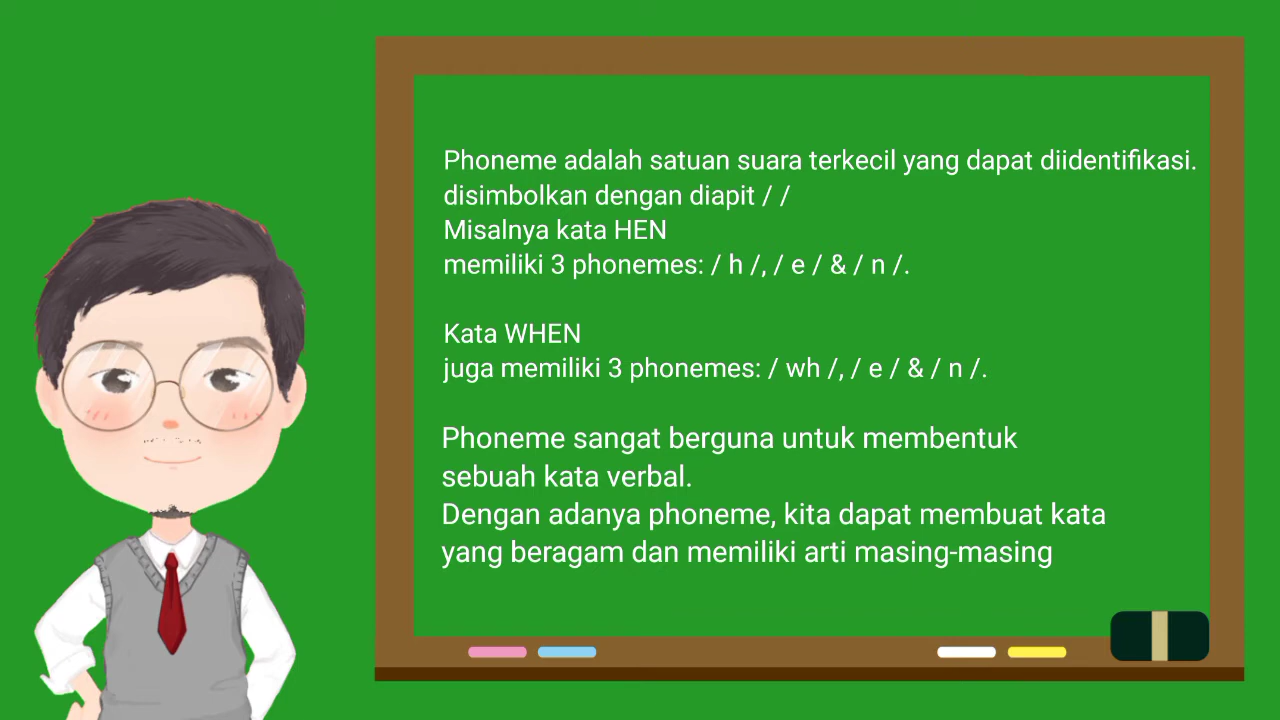 Phoneme adalah satuan suara terkecil yang dapat diidentifikasi.
disimbolkan dengan diapit / /
Misalnya kata HEN
memiliki 3 phonemes: / h /, / e / & / n /.
Kata WHEN
juga memiliki 3 phonemes: / wh /, / e / & / n /.
Phoneme sangat berguna untuk membentuk
sebuah kata verbal.
Dengan adanya phoneme, kita dapat membuat kata
yang beragam dan memiliki arti masing-masing